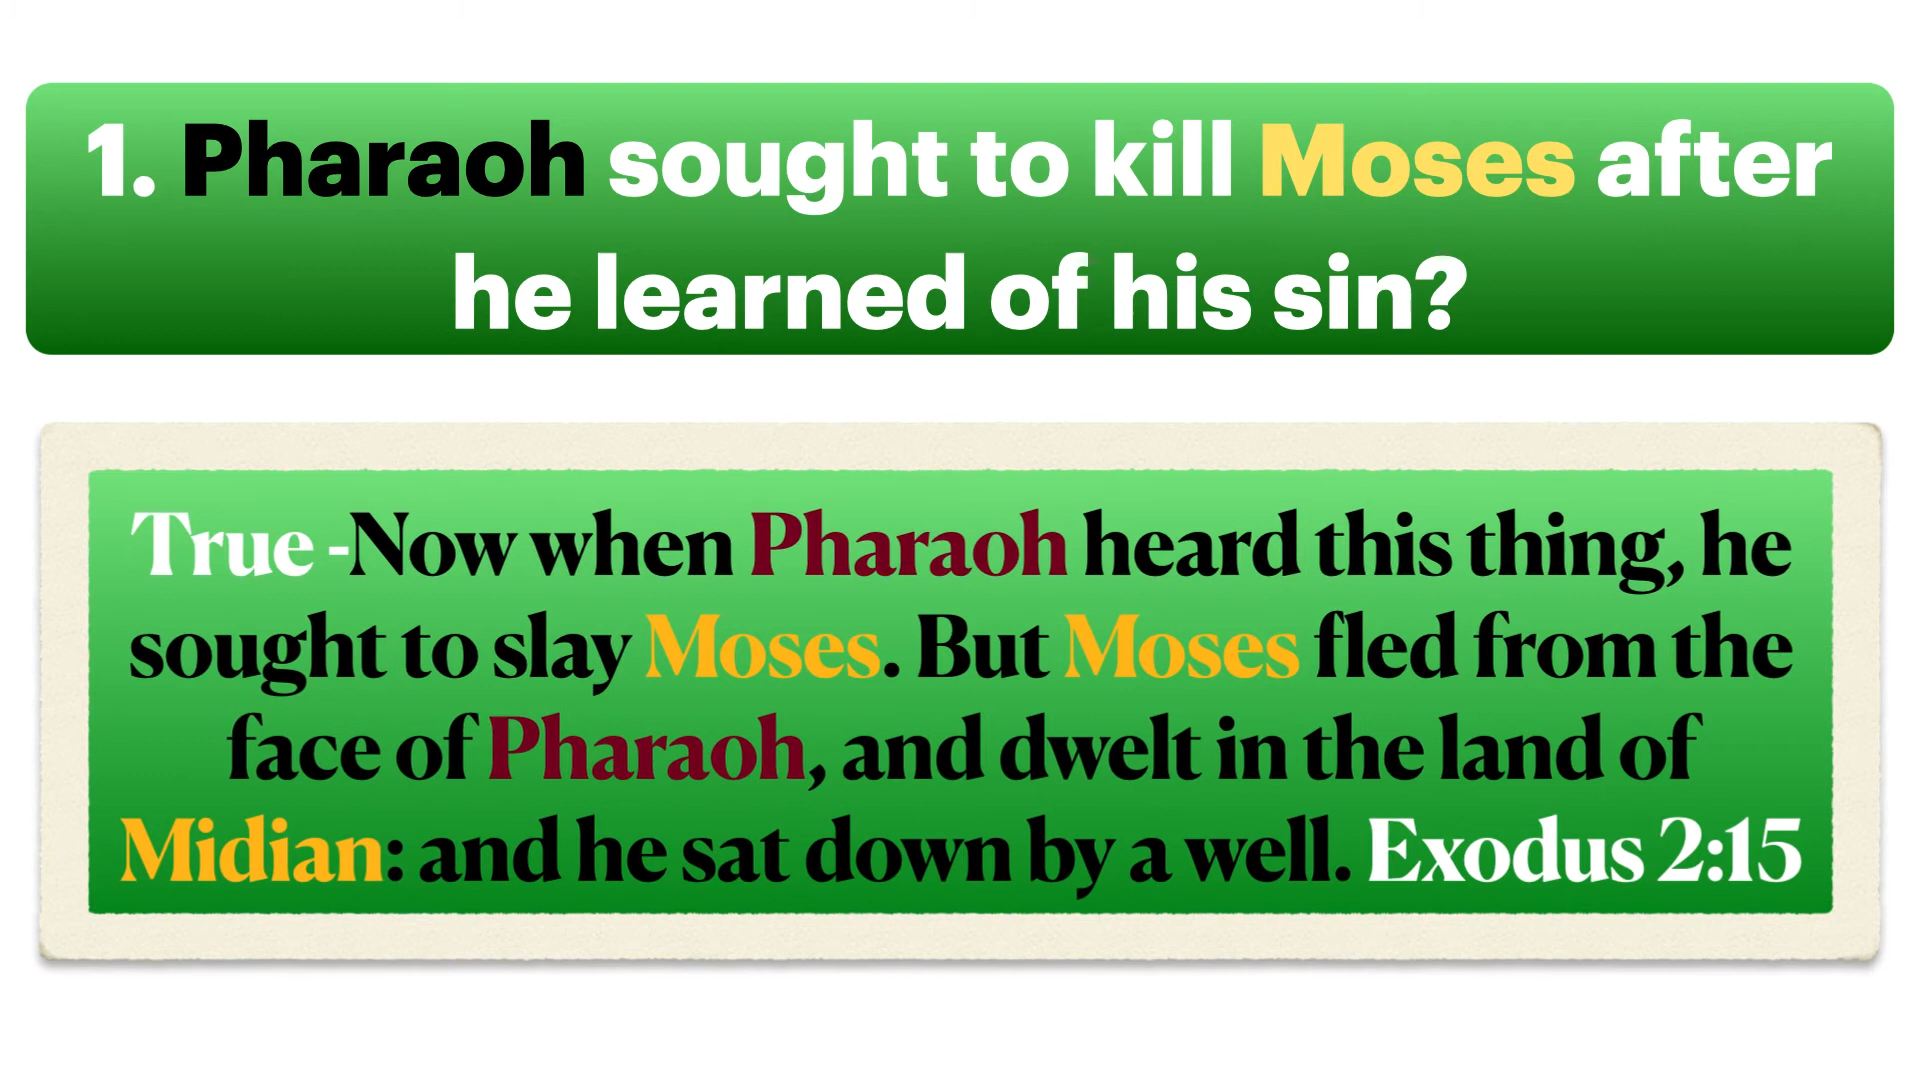 1. Pharaoh sought to kill Moses after
he learned of his sin?
True -Now when Pharaoh heard this thing, he
sought to slay Moses. But Moses fled from the
face of Pharaoh, and dwelt in the land of
Midian: and he sat down by a well. Exodus 2:15